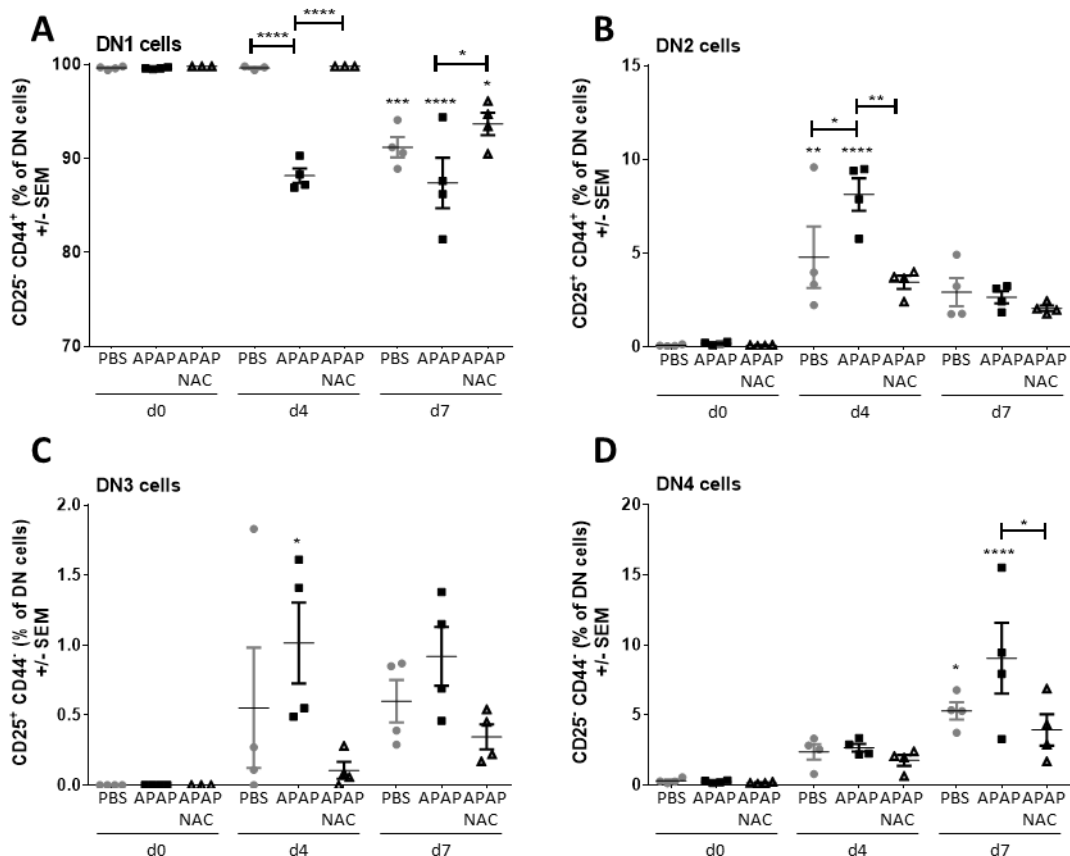 A
DN1 cells
CD25⁻ CD44⁺ (% of DN cells)
+/- SEM
100
90
80
70
****
****
***
****
*
*
PBS APAP APAP PBS APAP APAP PBS APAP APAP
NAC NAC NAC
d0 d4 d7
B
DN2 cells
CD25⁺ CD44⁺ (% of DN cells)
+/- SEM
15
10
5
0
**
*
**
****
PBS APAP APAP PBS APAP APAP PBS APAP APAP
NAC NAC NAC
d0 d4 d7
C
DN3 cells
CD25⁺ CD44⁻ (% of DN cells)
+/- SEM
2.0
1.5
1.0
0.5
0.0
*
PBS APAP APAP PBS APAP APAP PBS APAP APAP
NAC NAC NAC
d0 d4 d7
D
DN4 cells
CD25⁻ CD44⁻ (% of DN cells)
+/- SEM
20
15
10
5
0
*
****
*
PBS APAP APAP PBS APAP APAP PBS APAP APAP
NAC NAC NAC
d0 d4 d7